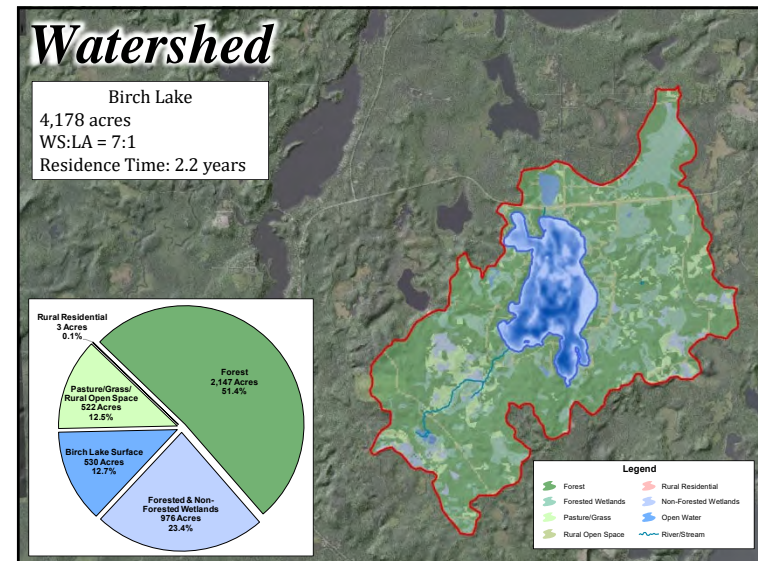 Watershed
Birch Lake
4,178 acres
WS:LA = 7:1
Residence Time: 2.2 years
Rural Residential
3 Acres
0.1%
Forest
2,147 Acres
51.4%
Pasture/Grass/
Rural Open Space
522 Acres
12.5%
Birch Lake Surface
530 Acres
12.7%
Forested & Non-
Forested Wetlands
976 Acres
23.4%
Legend
Forest
Forested Wetlands
Pasture/Grass
Rural Open Space
Rural Residential
Non-Forested Wetlands
Open Water
River/Stream